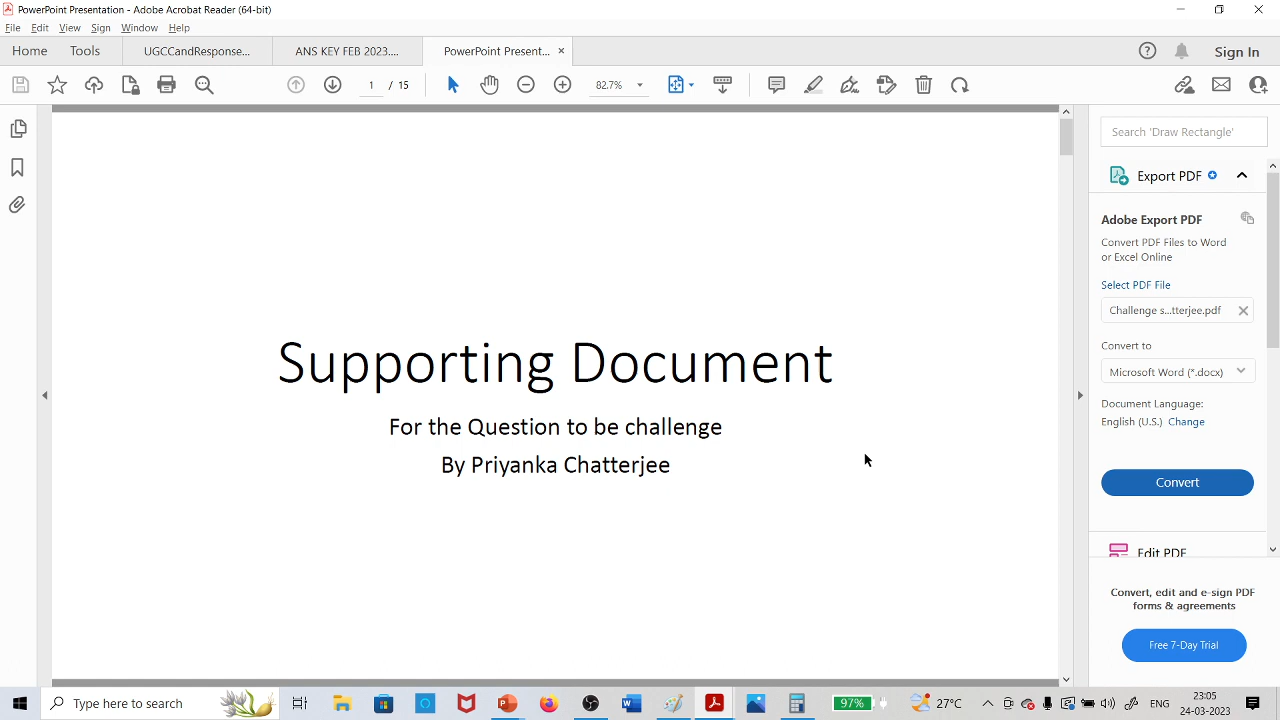 PowerPoint Presentation - Adobe Acrobat Reader (64-bit)
File Edit View Sign Window Help
Home Tools UGCCandResponse... ANS KEY FEB 2023.... PowerPoint Present... × Sign In
1 / 15 82.7%
Search 'Draw Rectangle'
Export PDF
Adobe Export PDF
Convert PDF Files to Word
or Excel Online
Select PDF File
Challenge s...tterjee.pdf
Convert to
Microsoft Word (*.docx)
Document Language:
English (U.S.) Change
Convert
Edit PDF
Convert, edit and e-sign PDF
forms & agreements
Free 7-Day Trial
Supporting Document
For the Question to be challenge
By Priyanka Chatterjee
Type here to search
97%
27°C
ENG
23:05
24-03-2023